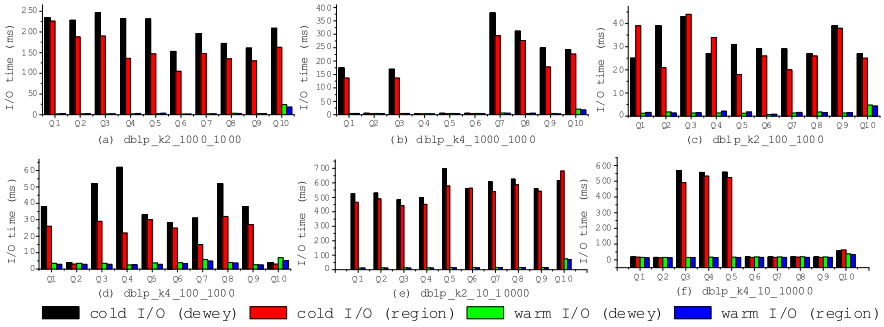 I/O time (ms)
250
200
150
100
50
0
Q1 Q2 Q3 Q4 Q5 Q6 Q7 Q8 Q9 Q10
(a) dblp_k2_1000_1000
I/O time (ms)
400
350
300
250
200
150
100
50
0
Q1 Q2 Q3 Q4 Q5 Q6 Q7 Q8 Q9 Q10
(b) dblp_k4_1000_1000
I/O time (ms)
40
30
20
10
0
Q1 Q2 Q3 Q4 Q5 Q6 Q7 Q8 Q9 Q10
(c) dblp_k2_100_1000
I/O time (ms)
60
50
40
30
20
10
0
Q1 Q2 Q3 Q4 Q5 Q6 Q7 Q8 Q9 Q10
(d) dblp_k4_100_1000
I/O time (ms)
700
600
500
400
300
200
100
0
Q1 Q2 Q3 Q4 Q5 Q6 Q7 Q8 Q9 Q10
(e) dblp_k2_10_10000
I/O time (ms)
600
500
400
300
200
100
0
Q1 Q2 Q3 Q4 Q5 Q6 Q7 Q8 Q9 Q10
(f) dblp_k4_10_10000
cold I/O (dewey) cold I/O (region) warm I/O (dewey) warm I/O (region)